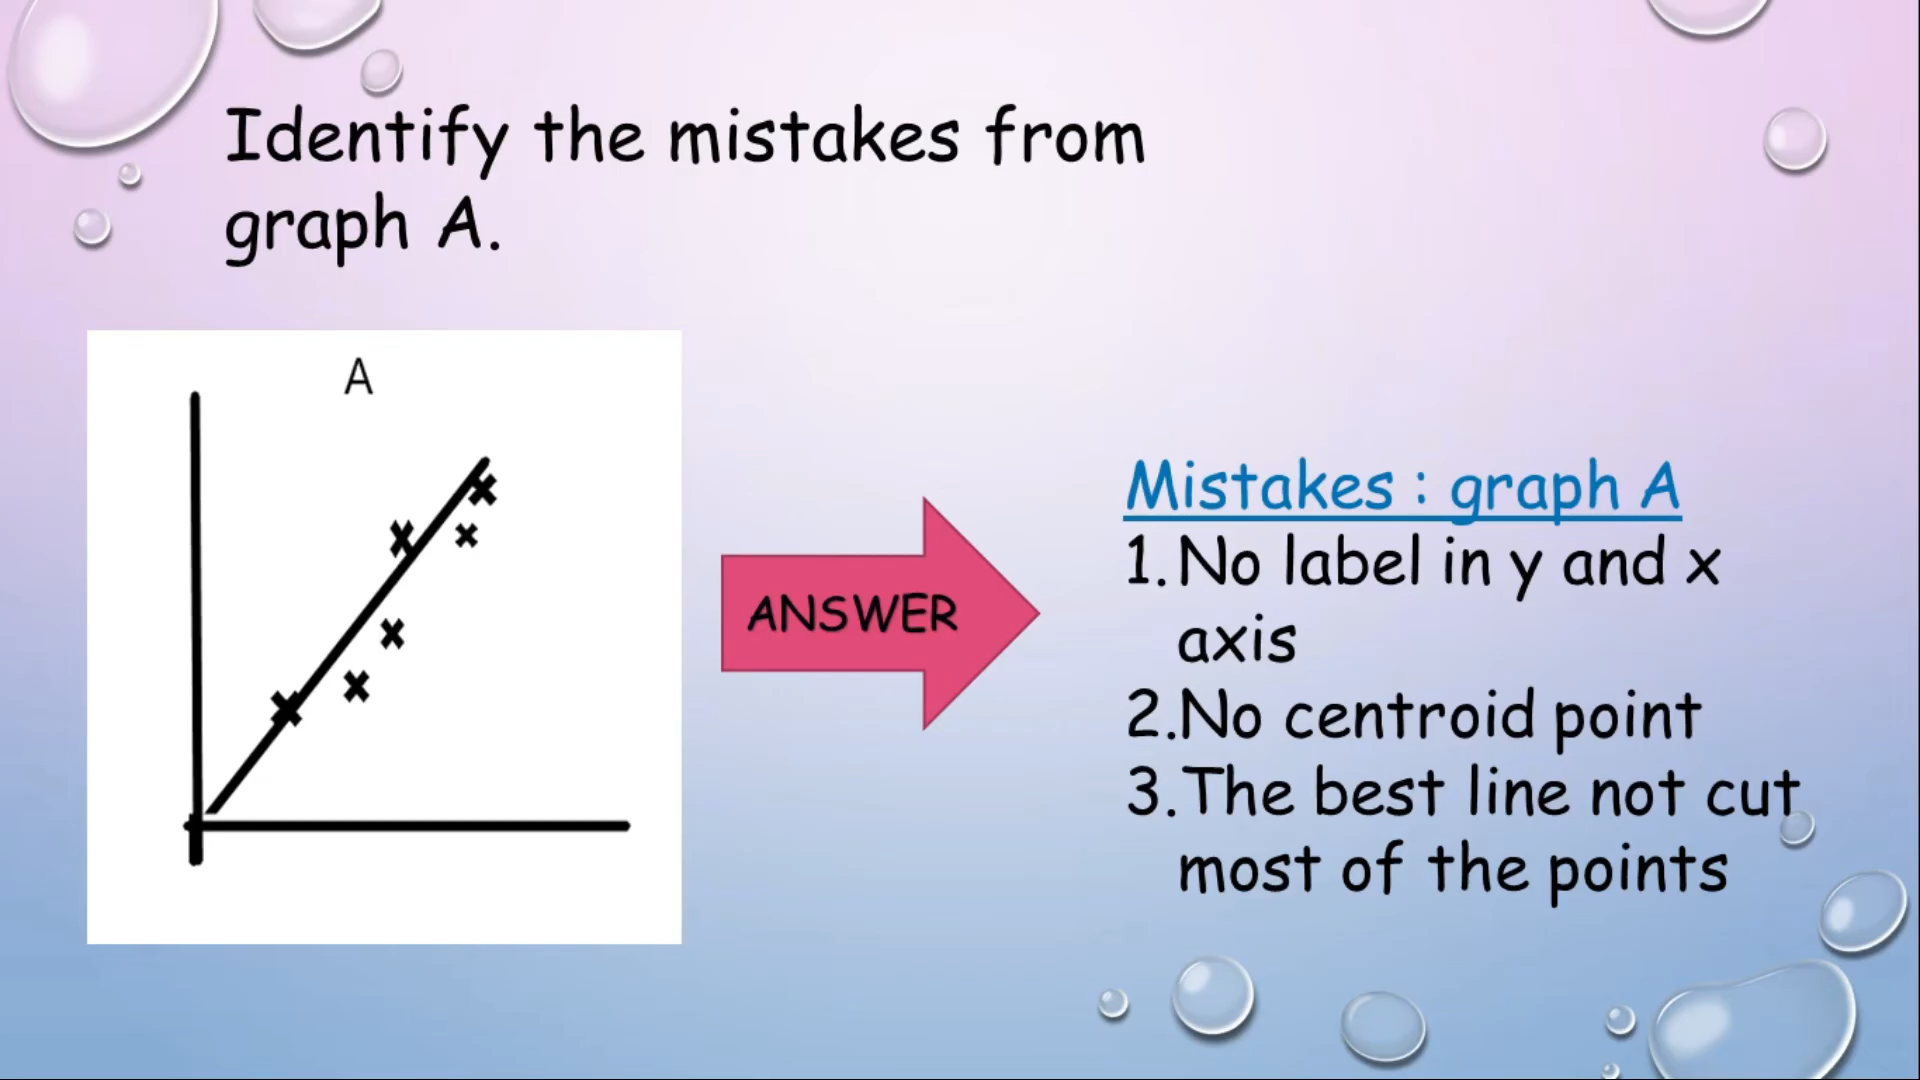 Identify the mistakes from
graph A.
A
ANSWER
Mistakes : graph A
1. No label in y and x
axis
2. No centroid point
3. The best line not cut
most of the points